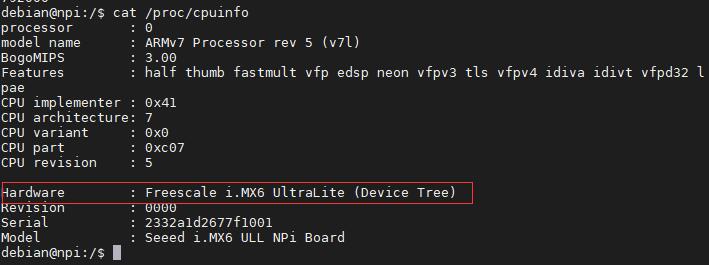 debian@npi:/$ cat /proc/cpuinfo
processor : 0
model name : ARMv7 Processor rev 5 (v7l)
BogoMIPS : 3.00
Features : half thumb fastmult vfp edsp neon vfpv3 tls vfpv4 idiva idivt vfpd32 l
pae
CPU implementer : 0x41
CPU architecture: 7
CPU variant : 0x0
CPU part : 0xc07
CPU revision : 5
Hardware : Freescale i.MX6 UltraLite (Device Tree)
Revision : 0000
Serial : 2332a1d2677f1001
Model : Seeed i.MX6 ULL NPi Board
debian@npi:/$